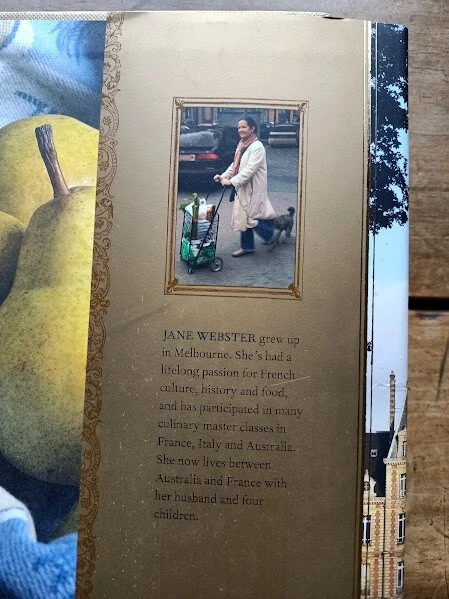 JANE WEBSTER grew up
in Melbourne. She's had a
lifelong passion for French
culture, history and food,
and has participated in many
culinary master classes in
France, Italy and Australia.
She now lives between
Australia and France with
her husband and four
children.